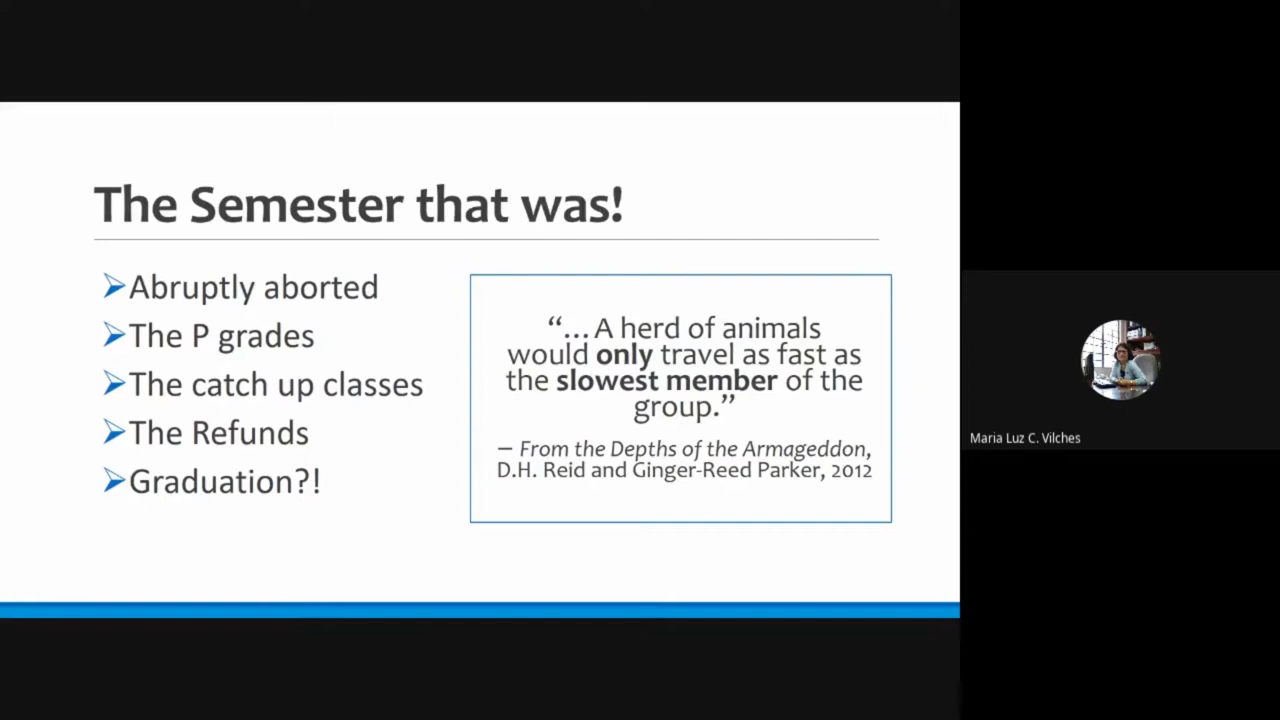 The Semester that was!
Abruptly aborted
The P grades
The catch up classes
The Refunds
Graduation?!
“...A herd of animals
would only travel as fast as
the slowest member of the
group.”
– From the Depths of the Armageddon,
D.H. Reid and Ginger-Reed Parker, 2012
Maria Luz C. Vilches